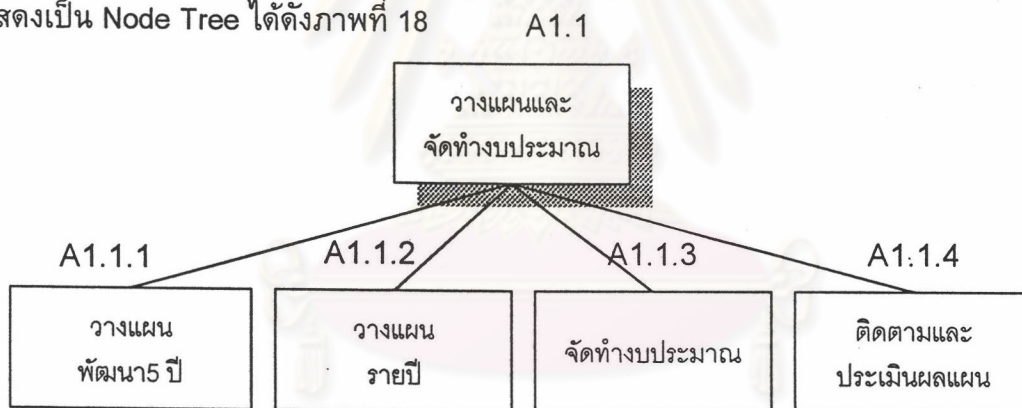 สดงเป็น Node Tree ได้ดังภาพที่ 18
A1.1
วางแผนและ
จัดทำงบประมาณ
A1.1.1
วางแผน
พัฒนา5 ปี
A1.1.2
วางแผน
รายปี
A1.1.3
จัดทำงบประมาณ
A1.1.4
ติดตามและ
ประเมินผลแผน